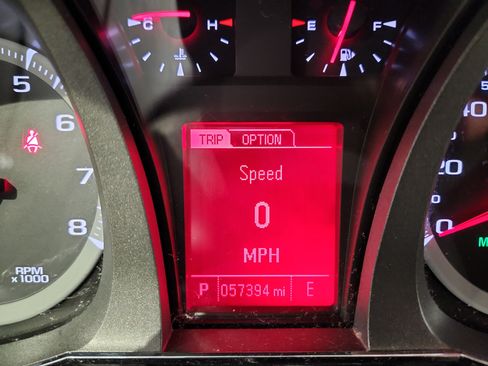 C H E F
5
6
7
8
RPM
x1000
TRIP OPTION
Speed
0
MPH
P 057394 mi E
40
20
0
M